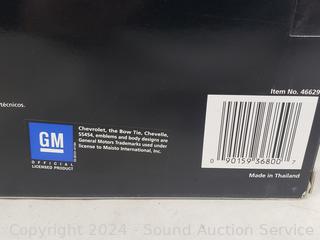 Item No. 46629
técnicos.
GM
OFFICIAL
LICENSED PRODUCT
Chevrolet, the Bow Tie, Chevelle,
SS454, emblems and body designs are
General Motors Trademarks used under
license to Maisto International, Inc.
0 90159 36800 7
Made in Thailand
Copyright 2024 - Sound Auction Service